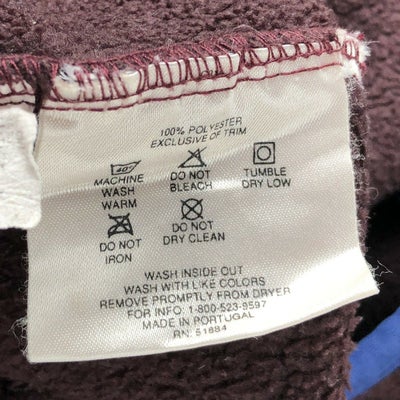 100% POLYESTER
EXCLUSIVE OF TRIM
40°
MACHINE WASH WARM
DO NOT BLEACH
TUMBLE DRY LOW
DO NOT IRON
DO NOT DRY CLEAN
WASH INSIDE OUT
WASH WITH LIKE COLORS
REMOVE PROMPTLY FROM DRYER
FOR INFO: 1-800-523-9597
MADE IN PORTUGAL
RN: 51884